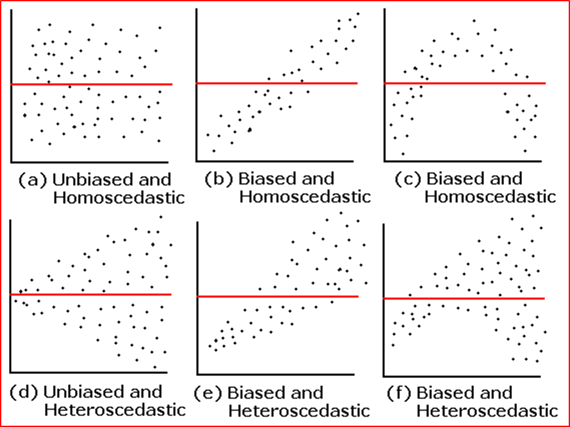 (a) Unbiased and
Homoscedastic
(b) Biased and
Homoscedastic
(c) Biased and
Homoscedastic
(d) Unbiased and
Heteroscedastic
(e) Biased and
Heteroscedastic
(f) Biased and
Heteroscedastic